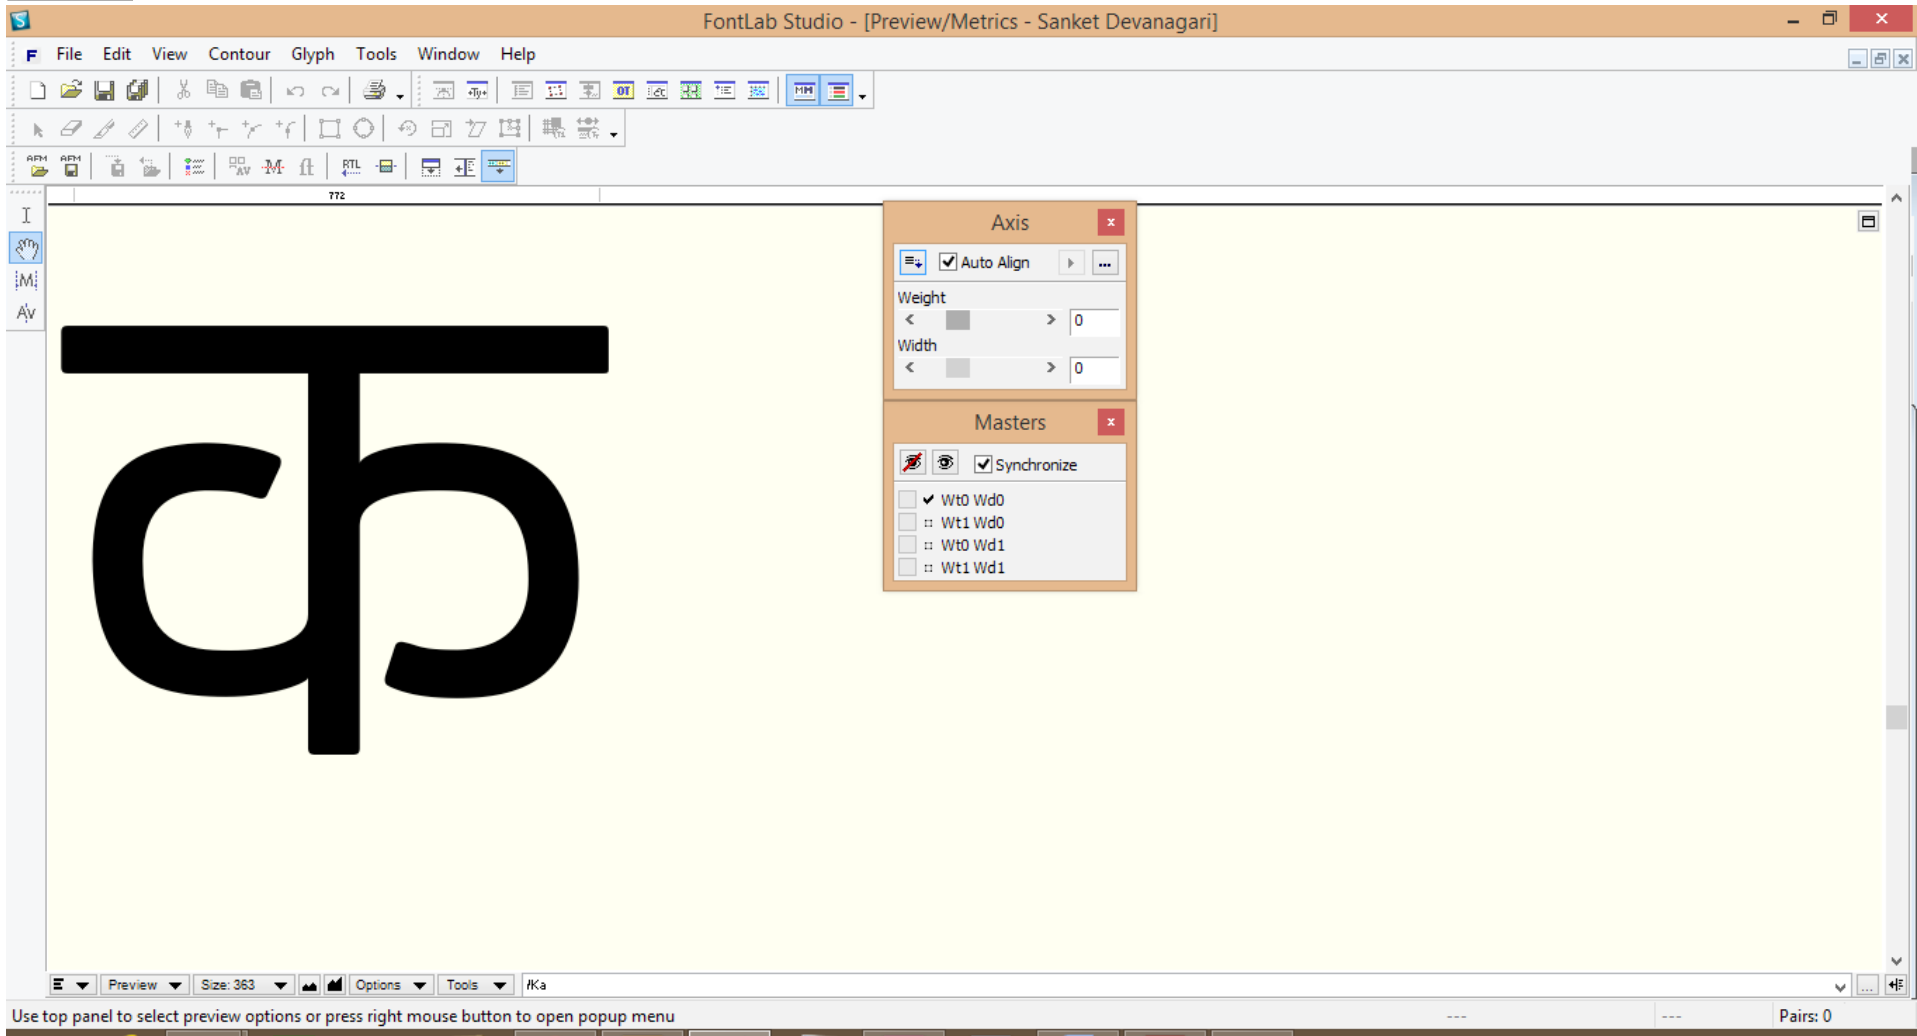 FontLab Studio - [Preview/Metrics - Sanket Devanagari]
File Edit View Contour Glyph Tools Window Help
772
Axis
Auto Align
Weight
0
Width
0
क
Masters
Synchronize
Wt0 Wd0
Wt1 Wd0
Wt0 Wd1
Wt1 Wd1
Preview Size: 363 Options Tools /Ka
Use top panel to select preview options or press right mouse button to open popup menu --- --- Pairs: 0